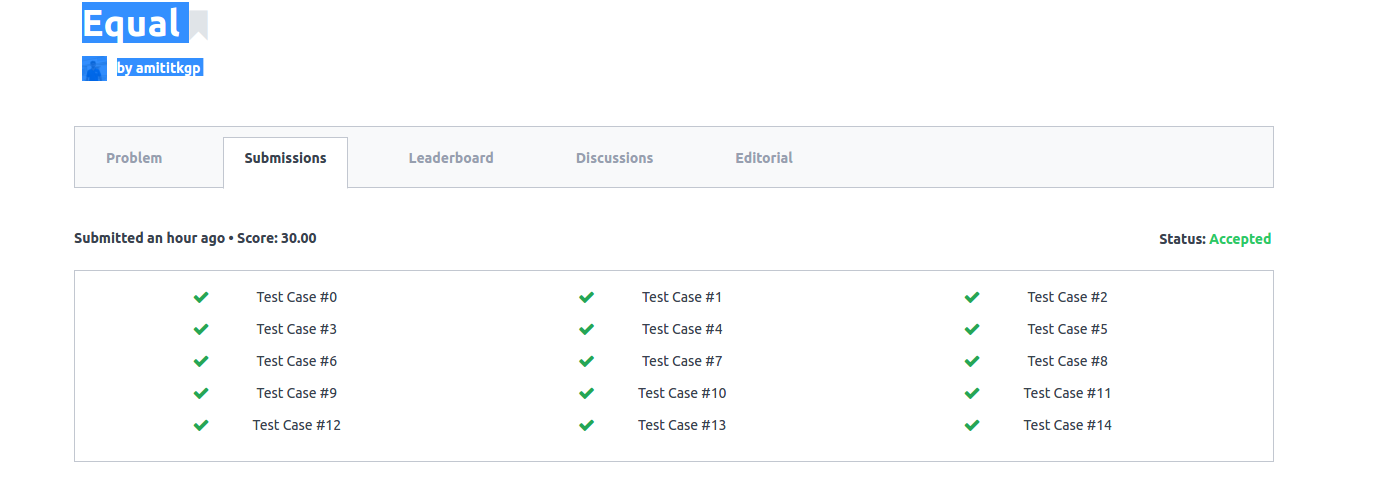 Equal
by amititkgp
Problem Submissions Leaderboard Discussions Editorial
Submitted an hour ago • Score: 30.00 Status: Accepted
Test Case #0 Test Case #1 Test Case #2
Test Case #3 Test Case #4 Test Case #5
Test Case #6 Test Case #7 Test Case #8
Test Case #9 Test Case #10 Test Case #11
Test Case #12 Test Case #13 Test Case #14